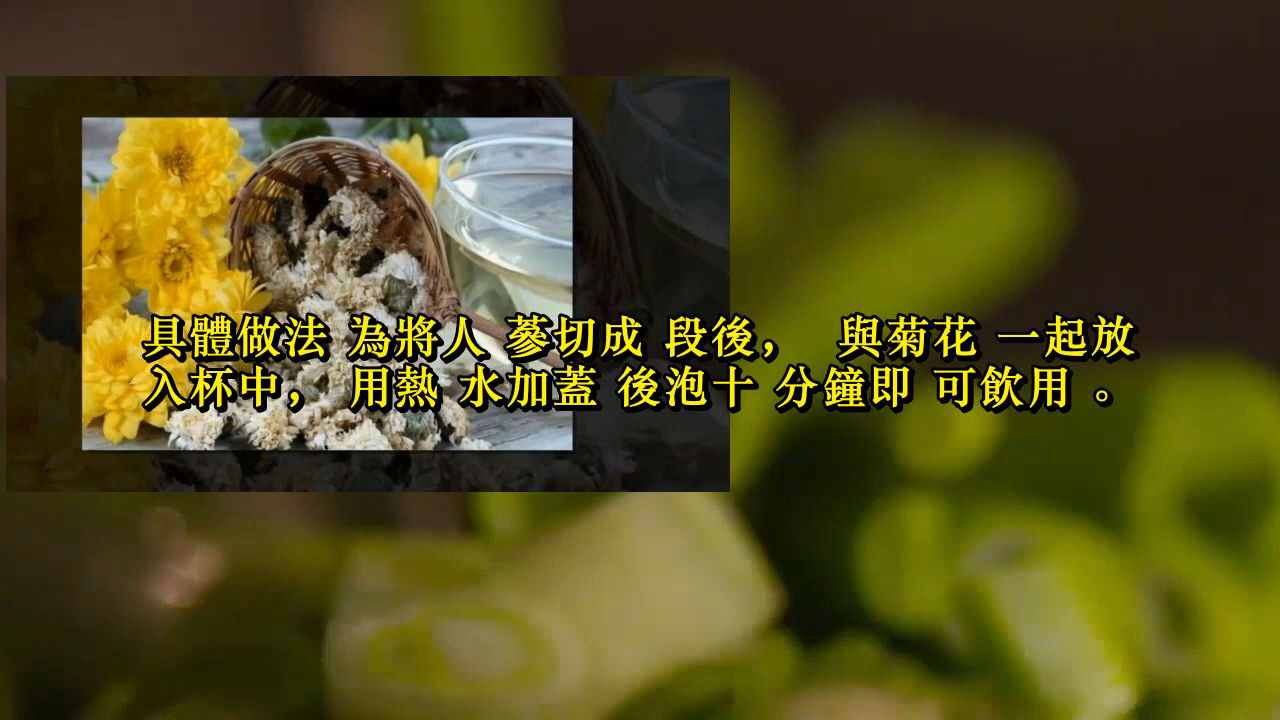 具體做法 為將人 蔘切成 段後， 與菊花 一起放
入杯中， 用熱 水加蓋 後泡十 分鐘即 可飲用 。